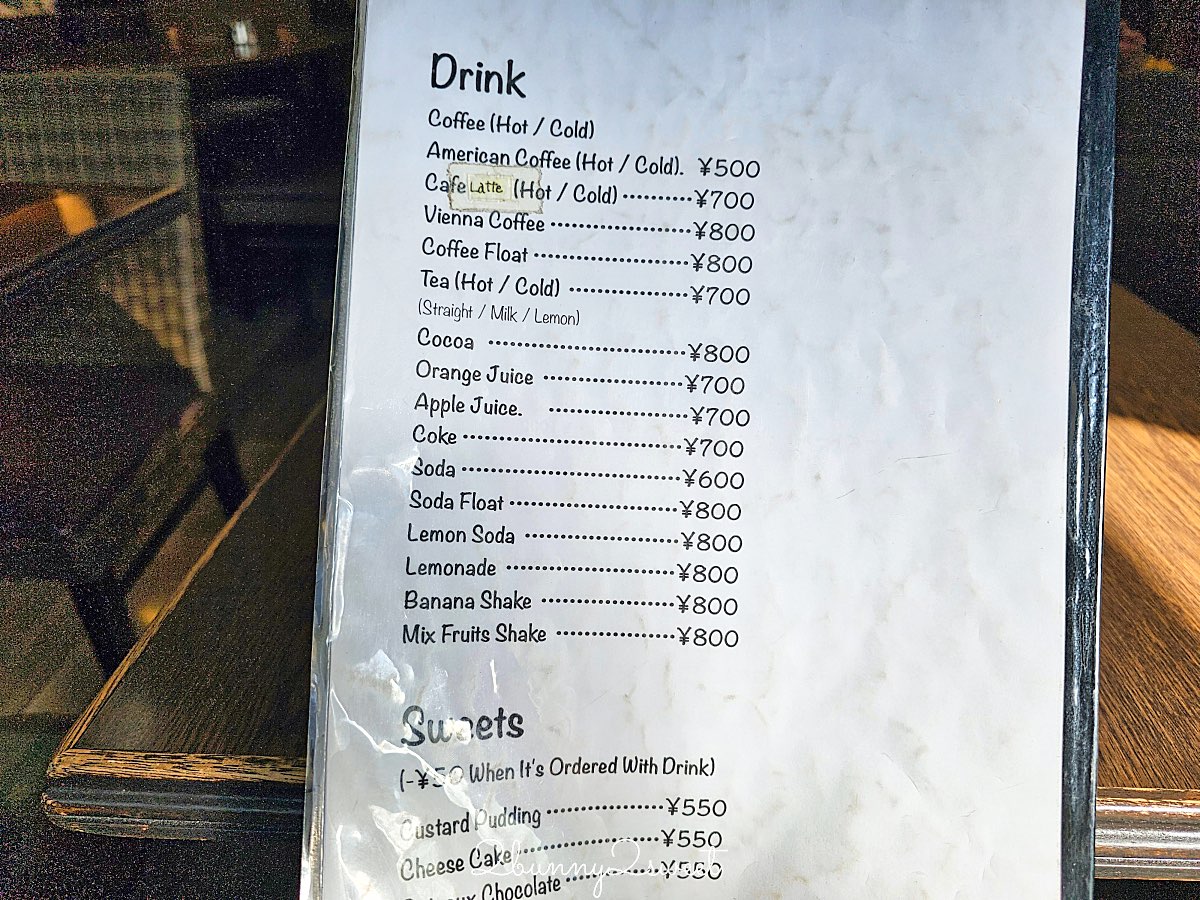 Drink
Coffee (Hot / Cold)
American Coffee (Hot / Cold). ¥500
Cafe Latte (Hot / Cold) ··········¥700
Vienna Coffee ····················¥800
Coffee Float ······················¥800
Tea (Hot / Cold) ·················¥700
(Straight / Milk / Lemon)
Cocoa ····························¥800
Orange Juice ····················¥700
Apple Juice. ····················¥700
Coke ·······························¥700
Soda ·······························¥600
Soda Float ························¥800
Lemon Soda ······················¥800
Lemonade ························¥800
Banana Shake ···················¥800
Mix Fruits Shake ·················¥800
Sweets
(-¥50 When It's Ordered With Drink)
Custard Pudding ·················¥550
Cheese Cake ····················¥550
Chocolate ··············¥550